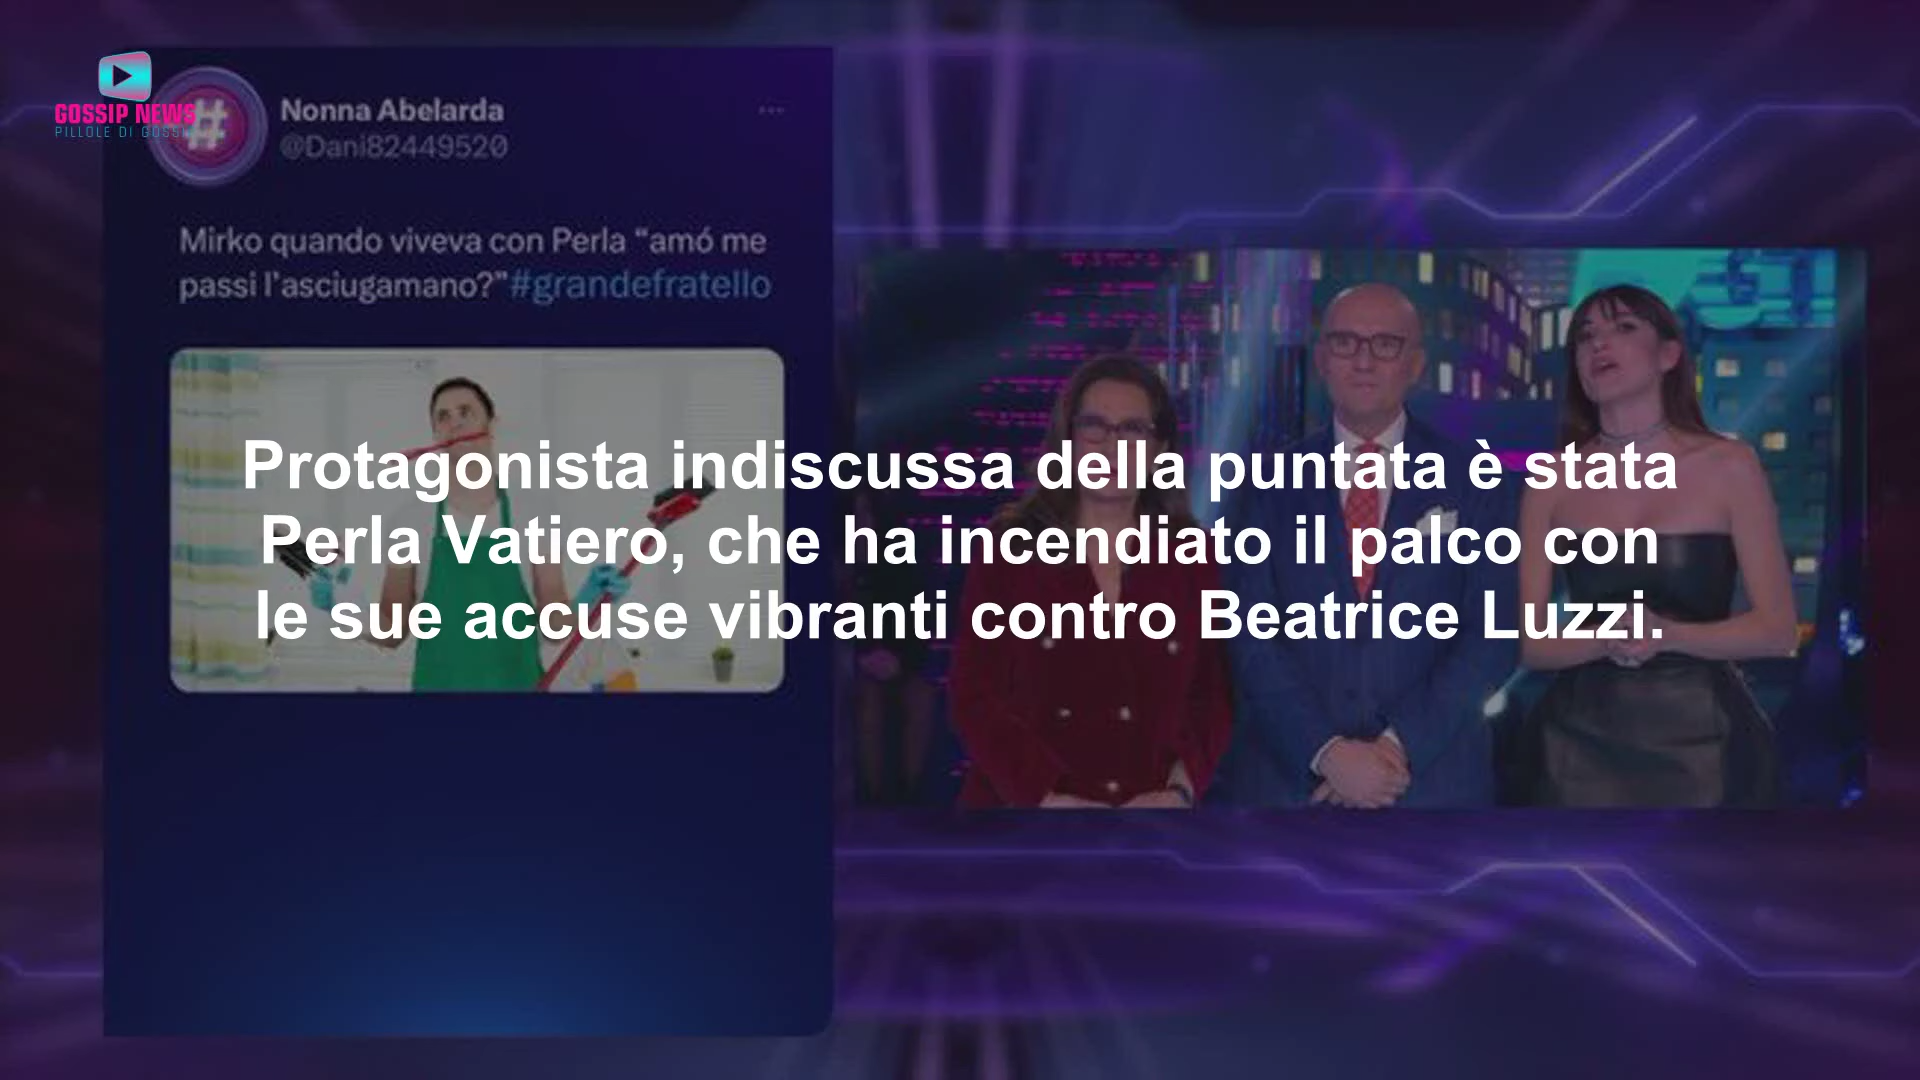 GOSSIP NEWS
PILLOLE DI GOSSIP
#
Nonna Abelarda
@Dani82449520
Mirko quando viveva con Perla “amó me
passi l’asciugamano?”#grandefratello
Protagonista indiscussa della puntata è stata
Perla Vatiero, che ha incendiato il palco con
le sue accuse vibranti contro Beatrice Luzzi.